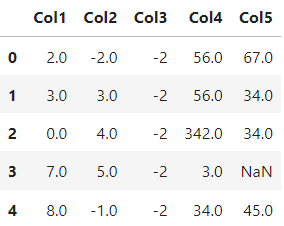 Col1 Col2 Col3 Col4 Col5
0 2.0 -2.0 -2 56.0 67.0
1 3.0 3.0 -2 56.0 34.0
2 0.0 4.0 -2 342.0 34.0
3 7.0 5.0 -2 3.0 NaN
4 8.0 -1.0 -2 34.0 45.0